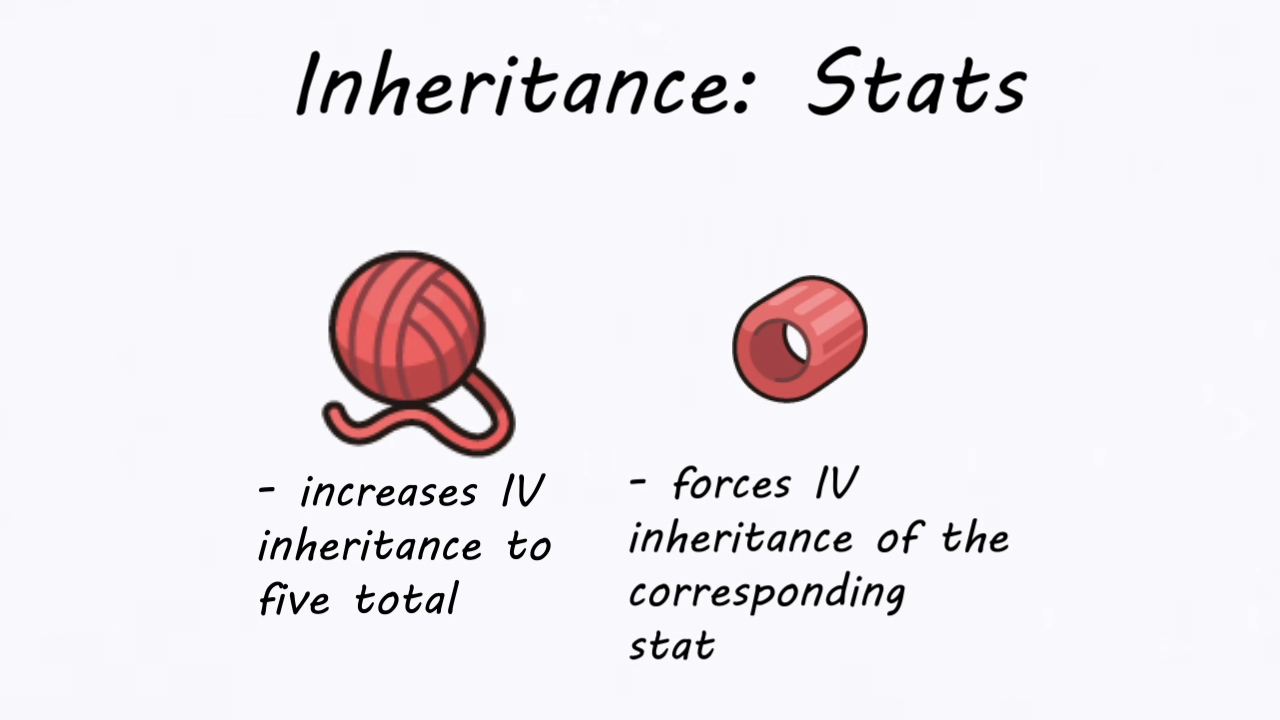 Inheritance: Stats
- increases IV
inheritance to
five total
- forces IV
inheritance of the
corresponding
stat